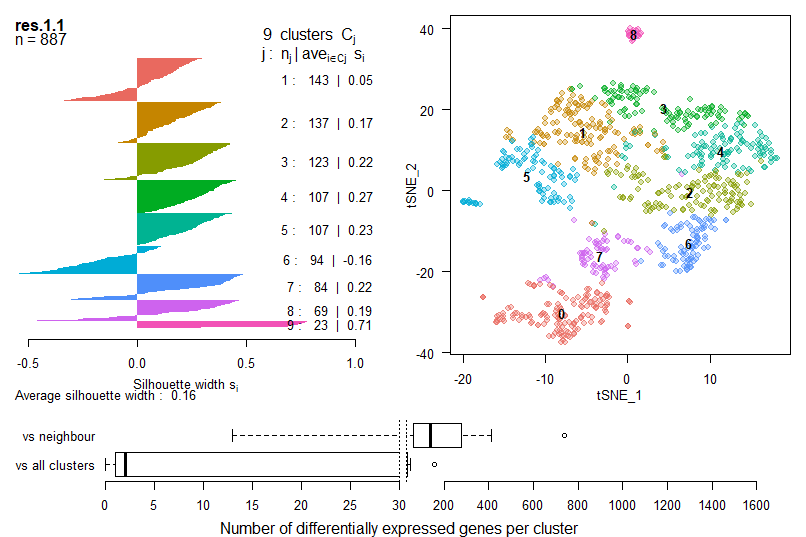 res.1.1
n = 887
9 clusters Cj
j : nj | avei∈Cj si
1 : 143 | 0.05
2 : 137 | 0.17
3 : 123 | 0.22
4 : 107 | 0.27
5 : 107 | 0.23
6 : 94 | -0.16
7 : 84 | 0.22
8 : 69 | 0.19
9 : 23 | 0.71
-0.5 0.0 0.5 1.0
Silhouette width si
Average silhouette width : 0.16
40
20
0
-20
-40
tSNE_2
8
3
1
4
5
2
6
7
0
-20 -10 0 10
tSNE_1
vs neighbour
vs all clusters
0 5 10 15 20 25 30 200 400 600 800 1000 1200 1400 1600
Number of differentially expressed genes per cluster